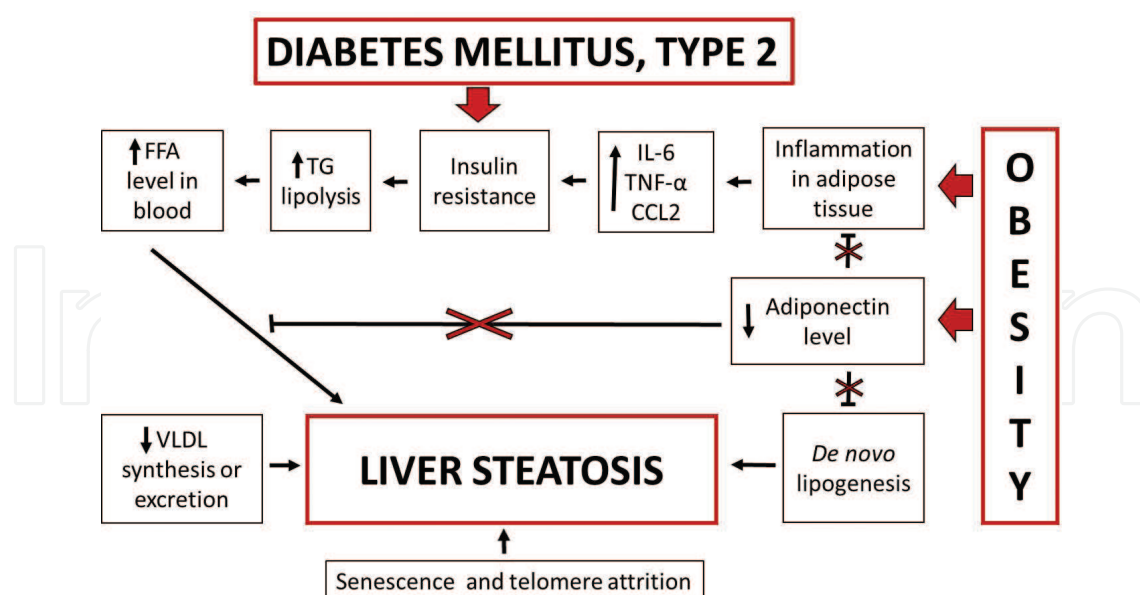 DIABETES MELLITUS, TYPE 2
FFA
level in
blood
TG
lipolysis
Insulin
resistance
IL-6
TNF-α
CCL2
Inflammation
in adipose
tissue
OBESITY
Adiponectin
level
VLDL
synthesis or
excretion
LIVER STEATOSIS
De novo
lipogenesis
Senescence and telomere attrition